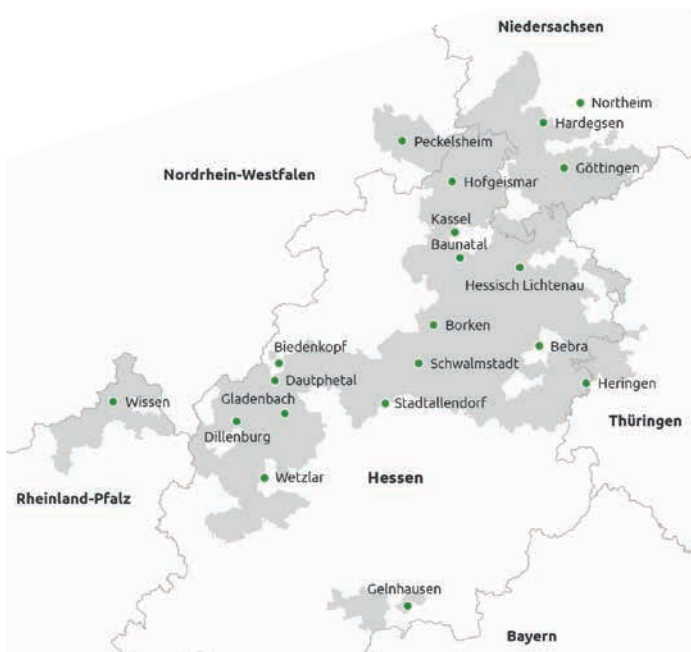 Niedersachsen
Northeim
Hardegsen
Peckelsheim
Göttingen
Nordrhein-Westfalen
Hofgeismar
Kassel
Baunatal
Hessisch Lichtenau
Borken
Biedenkopf
Bebra
Schwalmstadt
Dautphetal
Heringen
Gladenbach
Wissen
Stadtallendorf
Thüringen
Dillenburg
Wetzlar
Hessen
Rheinland-Pfalz
Gelnhausen
Bayern